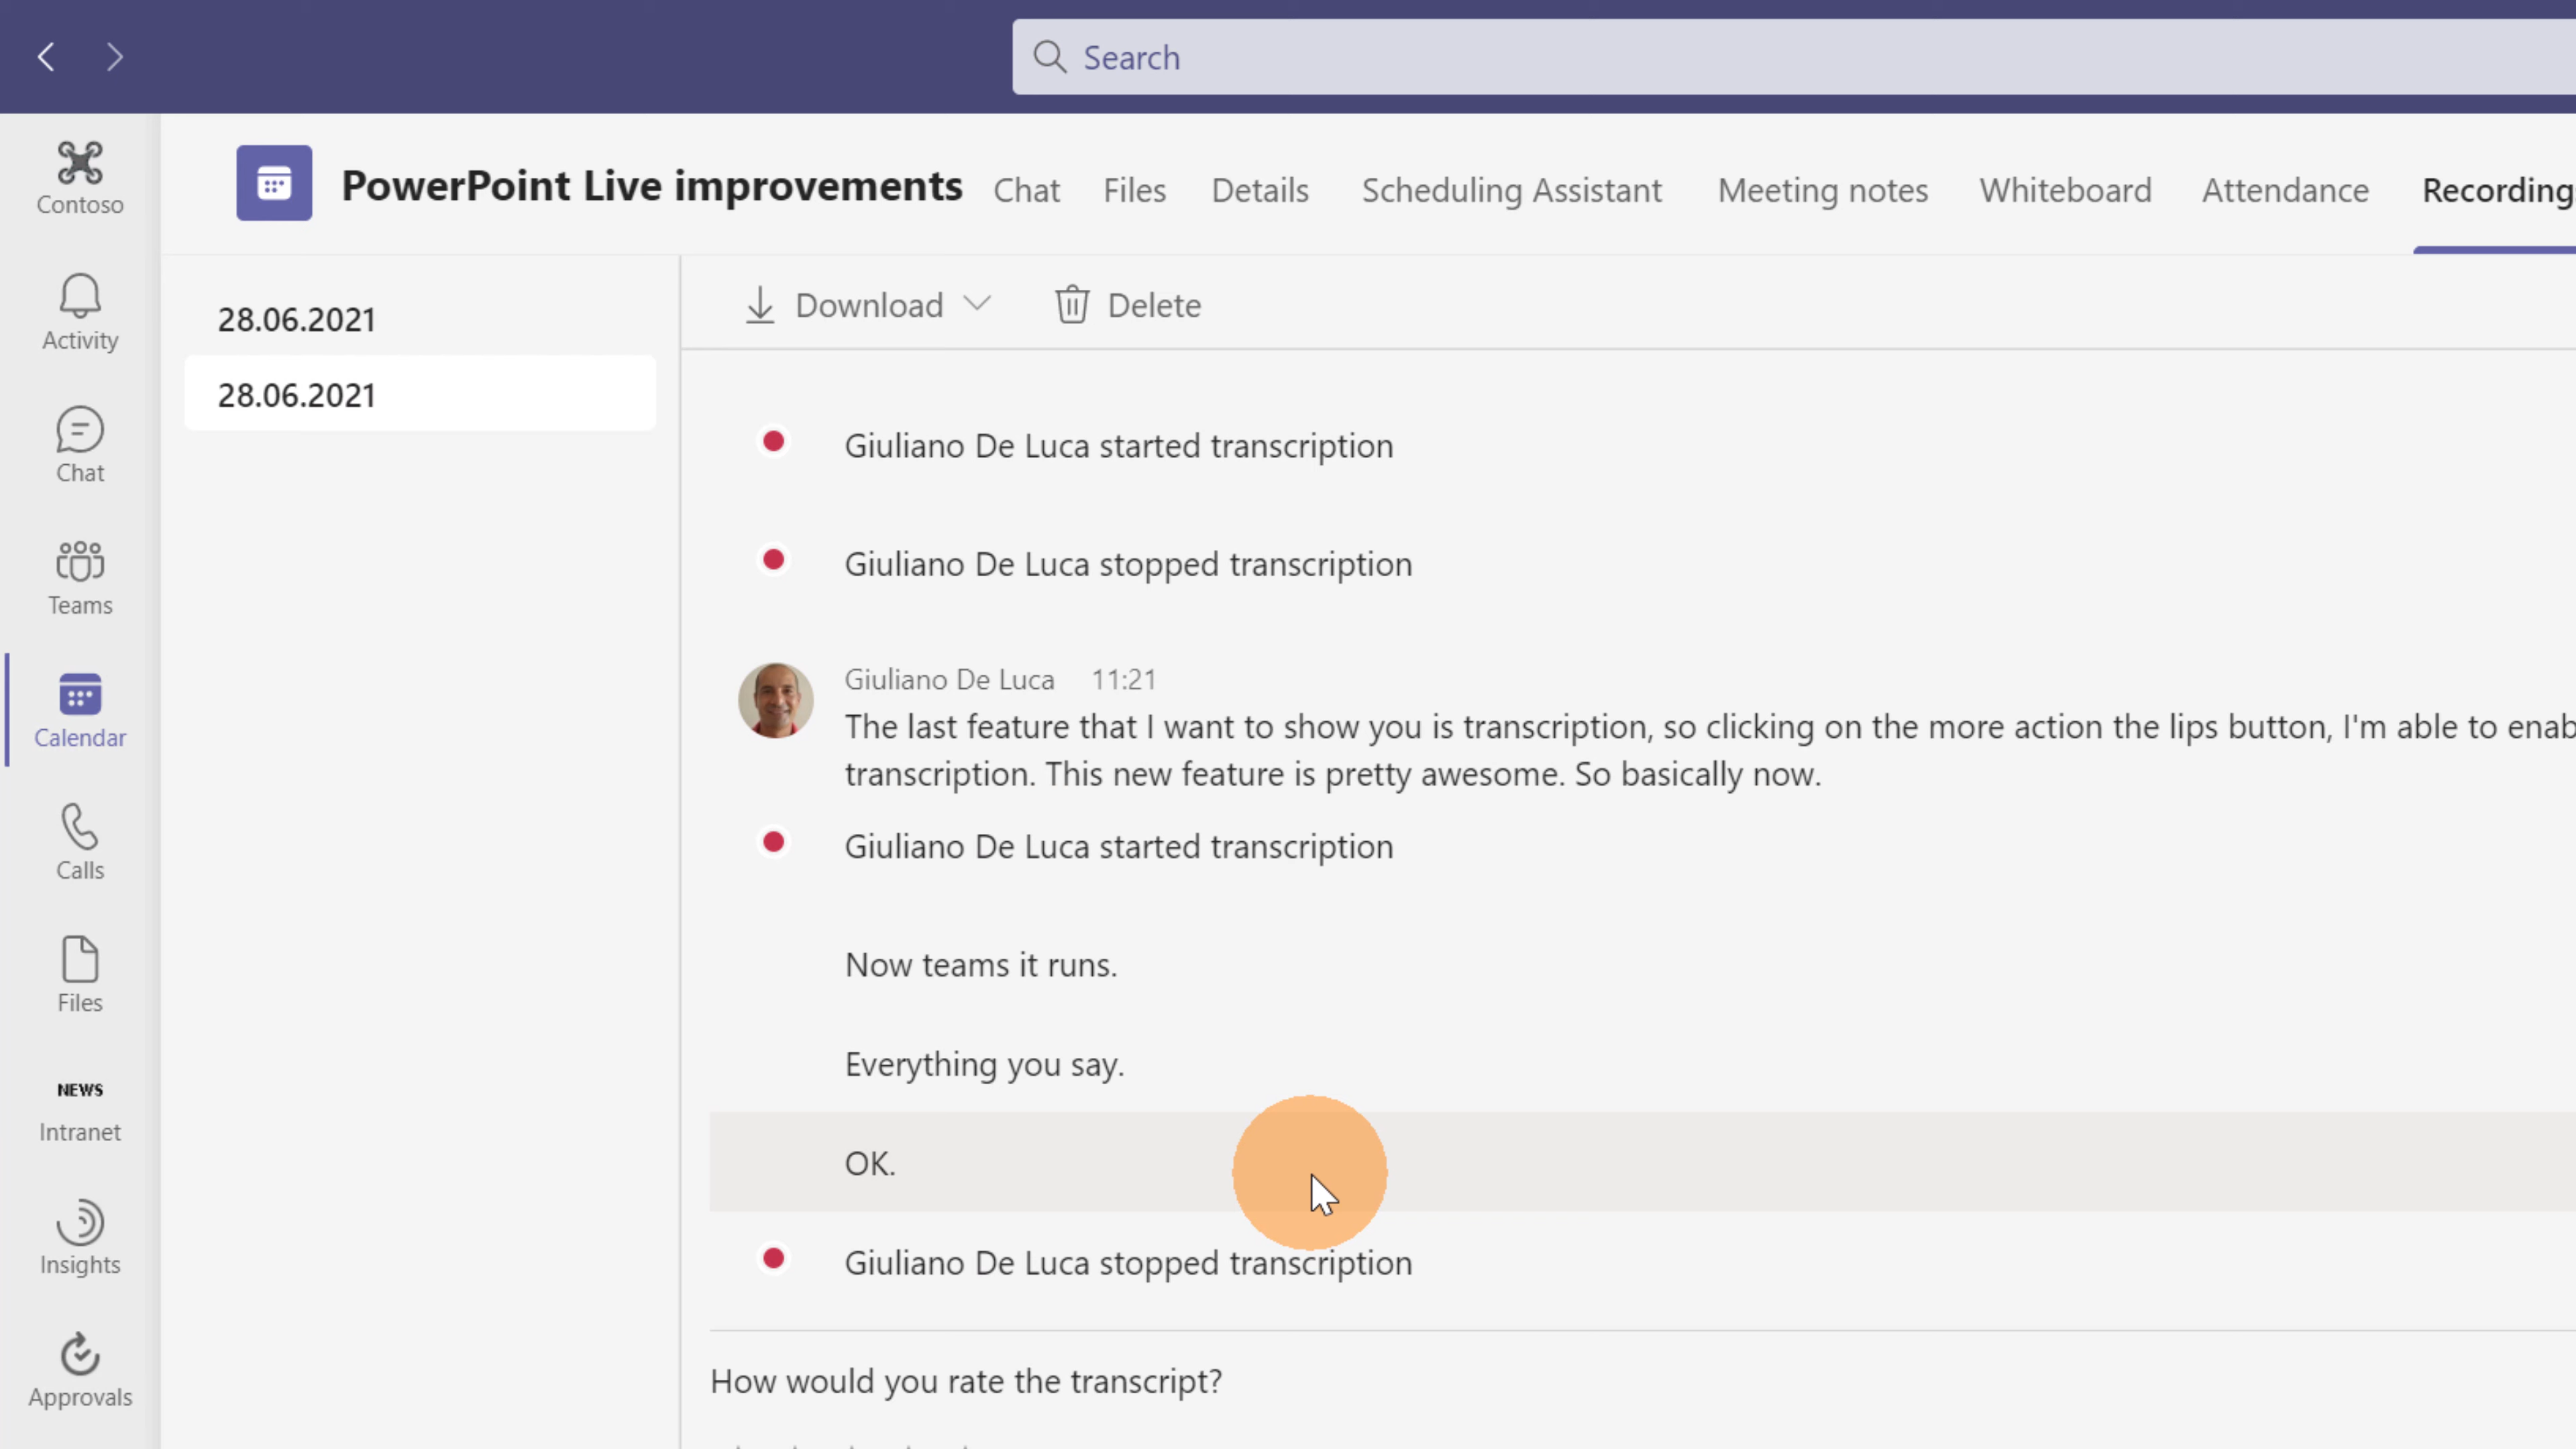 Search
Contoso
PowerPoint Live improvements Chat Files Details Scheduling Assistant Meeting notes Whiteboard Attendance Recording
Activity
Chat
Teams
Calendar
Calls
Files
NEWS
Intranet
Insights
Approvals
28.06.2021
28.06.2021
Download Delete
Giuliano De Luca started transcription
Giuliano De Luca stopped transcription
Giuliano De Luca 11:21
The last feature that I want to show you is transcription, so clicking on the more action the lips button, I'm able to enab
transcription. This new feature is pretty awesome. So basically now.
Giuliano De Luca started transcription
Now teams it runs.
Everything you say.
OK.
Giuliano De Luca stopped transcription
How would you rate the transcript?